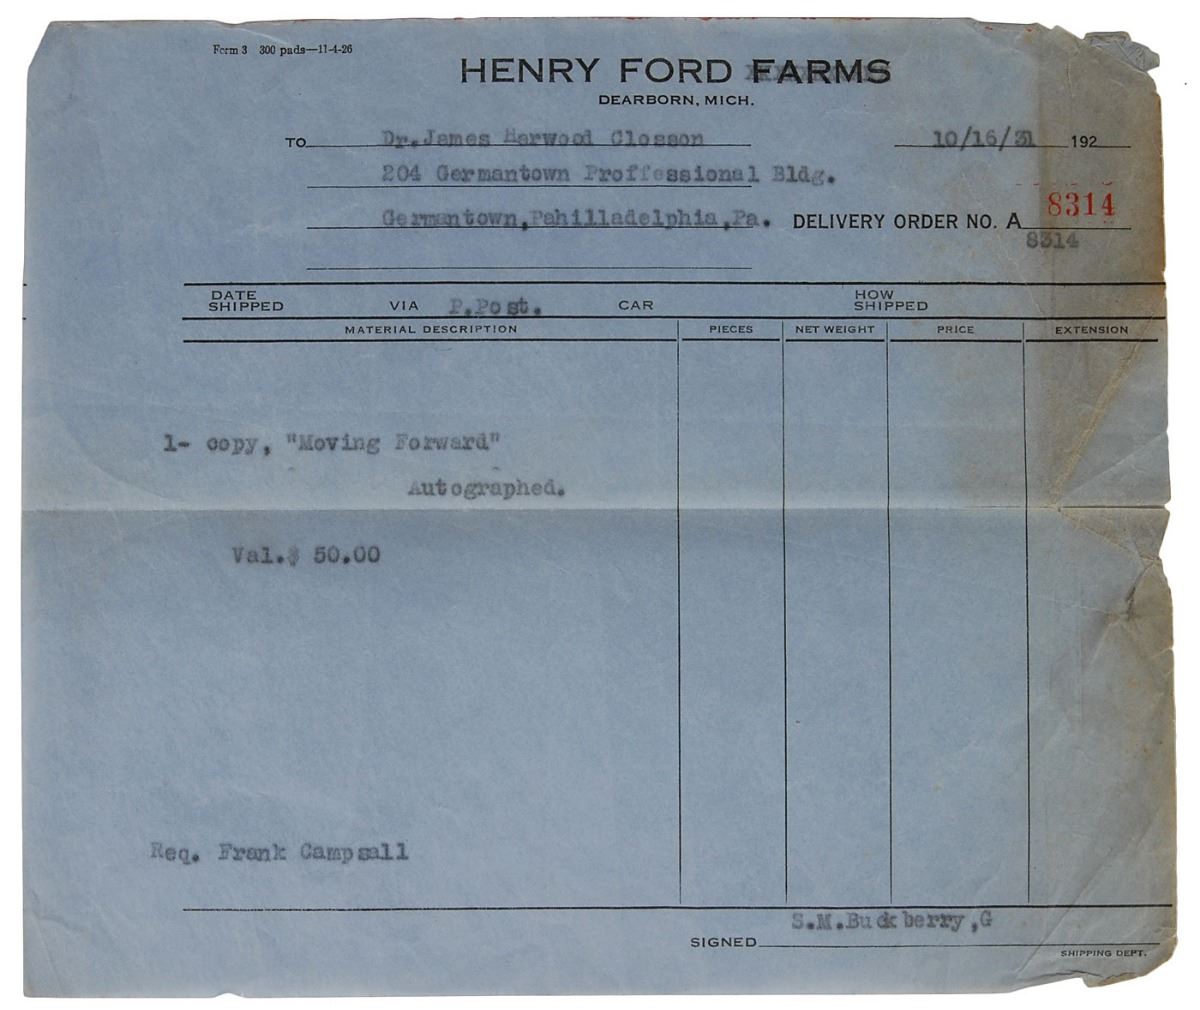 Form 3 300 pads—11-4-26
HENRY FORD FARMS
DEARBORN, MICH.
TO Dr.James Harwood Closson 10/16/31 192
204 Germantown Proffessional Bldg.
Germantown,Pahilladelphia,Pa. DELIVERY ORDER NO. A 8314
8314
DATE SHIPPED VIA P.Post. CAR HOW SHIPPED
MATERIAL DESCRIPTION PIECES NET WEIGHT PRICE EXTENSION
1- copy, "Moving Forward"
Autographed.
Val.$ 50.00
Req. Frank Campsall
S.M.Buckberry,G
SIGNED
SHIPPING DEPT.